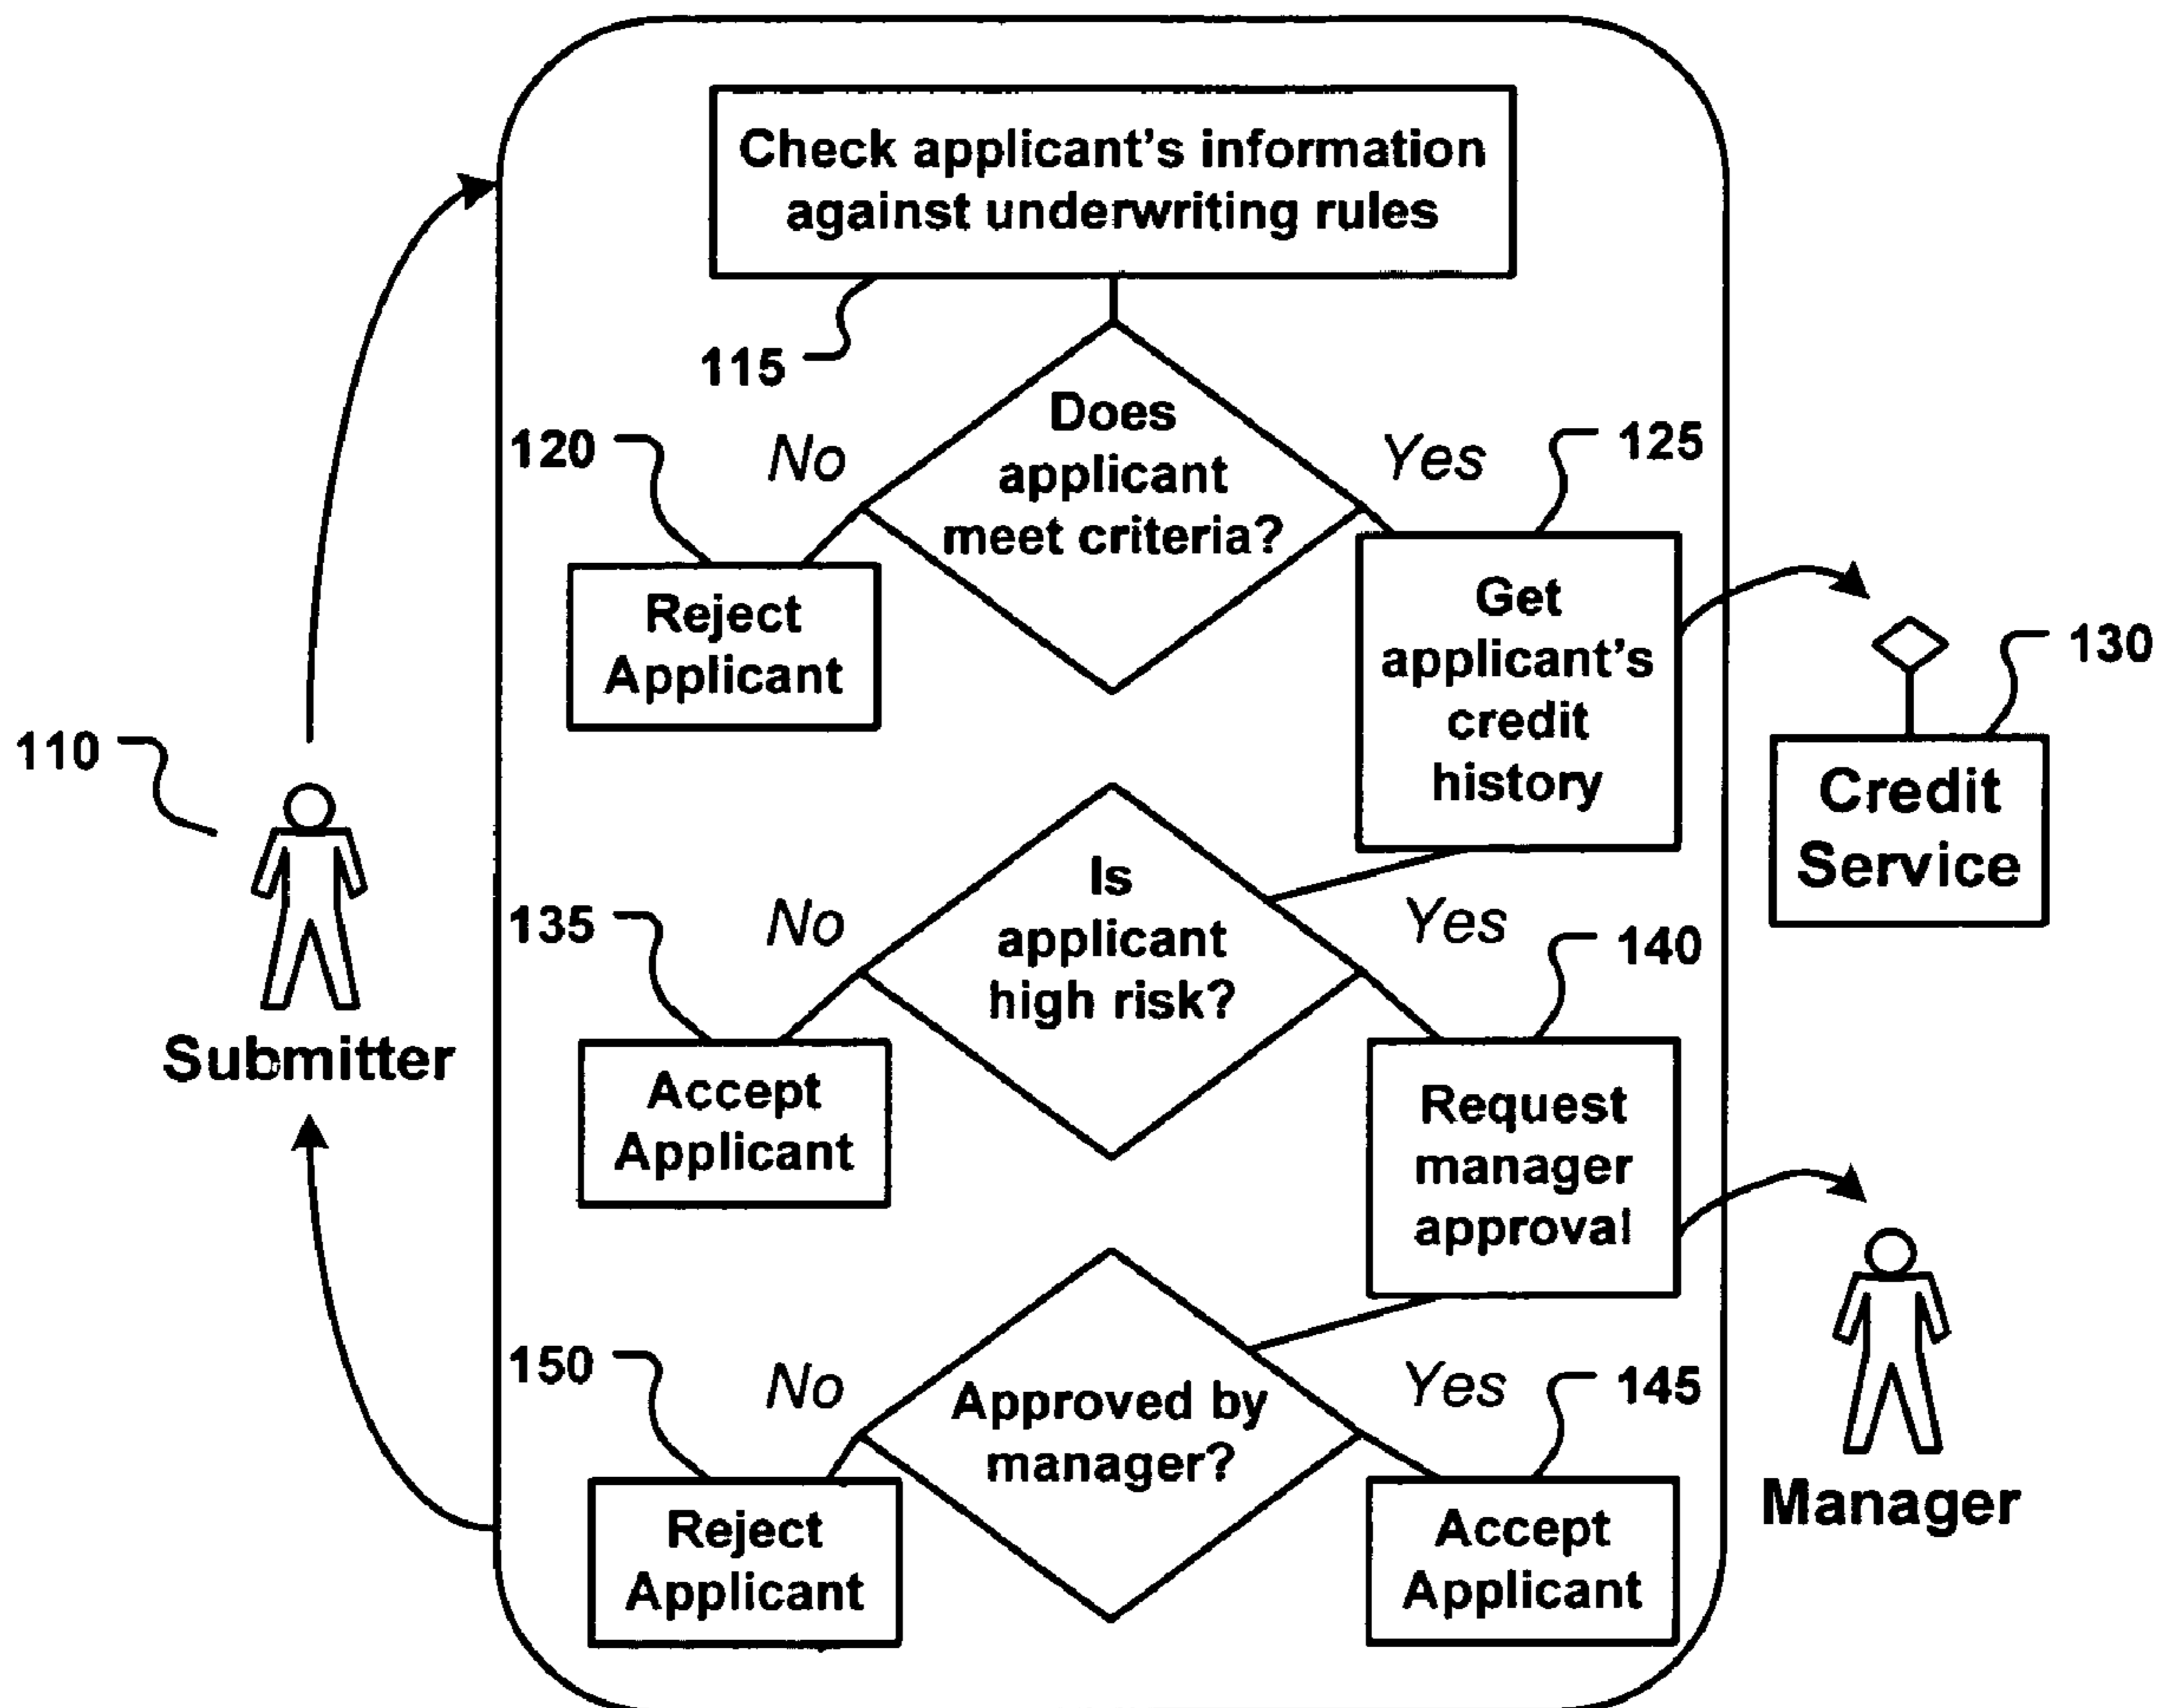 Check applicant's information
against underwriting rules
115
Does
applicant
meet criteria?
120
No
Yes
125
Reject
Applicant
Get
applicant's
credit
history
130
Credit
Service
110
Submitter
Is
applicant
high risk?
135
No
Yes
140
Accept
Applicant
Request
manager
approval
Manager
Approved by
manager?
150
No
Yes
145
Reject
Applicant
Accept
Applicant